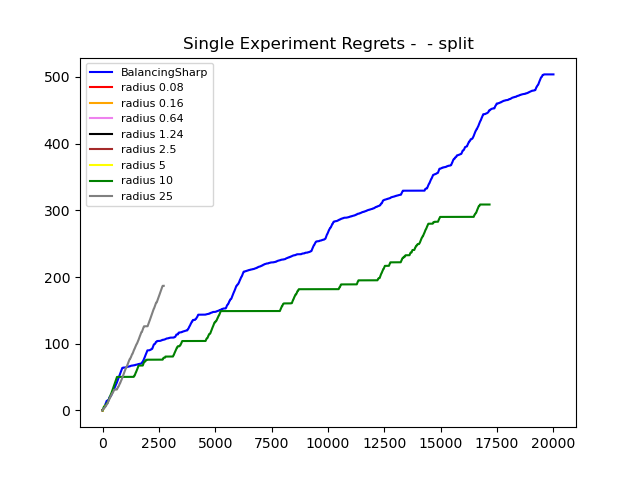 Single Experiment Regrets -  - split
500
400
300
200
100
0
BalancingSharp
radius 0.08
radius 0.16
radius 0.64
radius 1.24
radius 2.5
radius 5
radius 10
radius 25
0 2500 5000 7500 10000 12500 15000 17500 20000